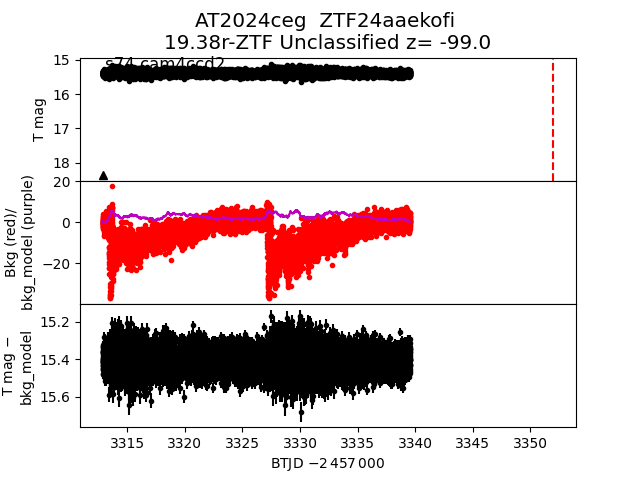 AT2024ceg  ZTF24aaekofi
19.38r-ZTF Unclassified z= -99.0
s74 cam4ccd2
T mag
15
16
17
18
Bkg (red)/
bkg_model (purple)
20
0
−20
T mag −
bkg_model
15.2
15.4
15.6
3315 3320 3325 3330 3335 3340 3345 3350
BTJD −2 457 000